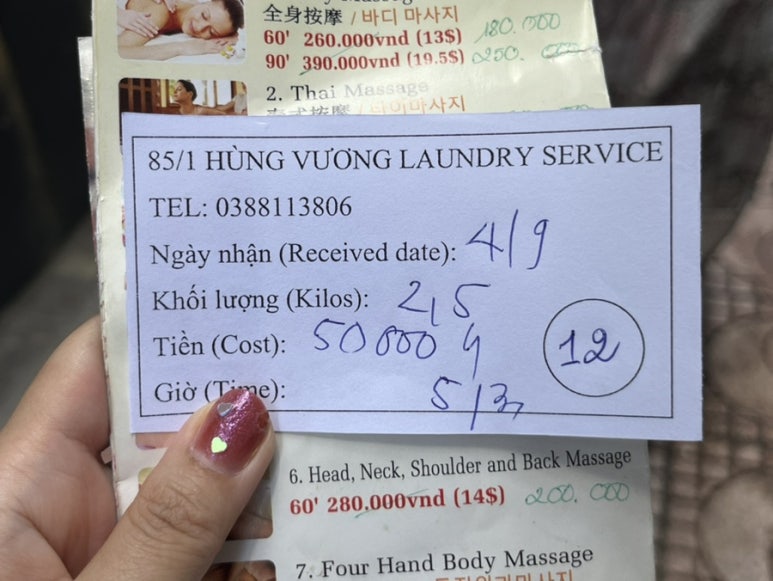 全身按摩 / 바디 마사지
60' 260.000vnd (13$) 180.000
90' 390.000vnd (19.5$) 250.000
2. Thai Massage
85/1 HÙNG VƯƠNG LAUNDRY SERVICE
TEL: 0388113806
Ngày nhận (Received date): 4/9
Khối lượng (Kilos): 2,5
Tiền (Cost): 50000 đ
12
Giờ (Time):
6. Head, Neck, Shoulder and Back Massage
60' 280.000vnd (14$) 200.000
7. Four Hand Body Massage